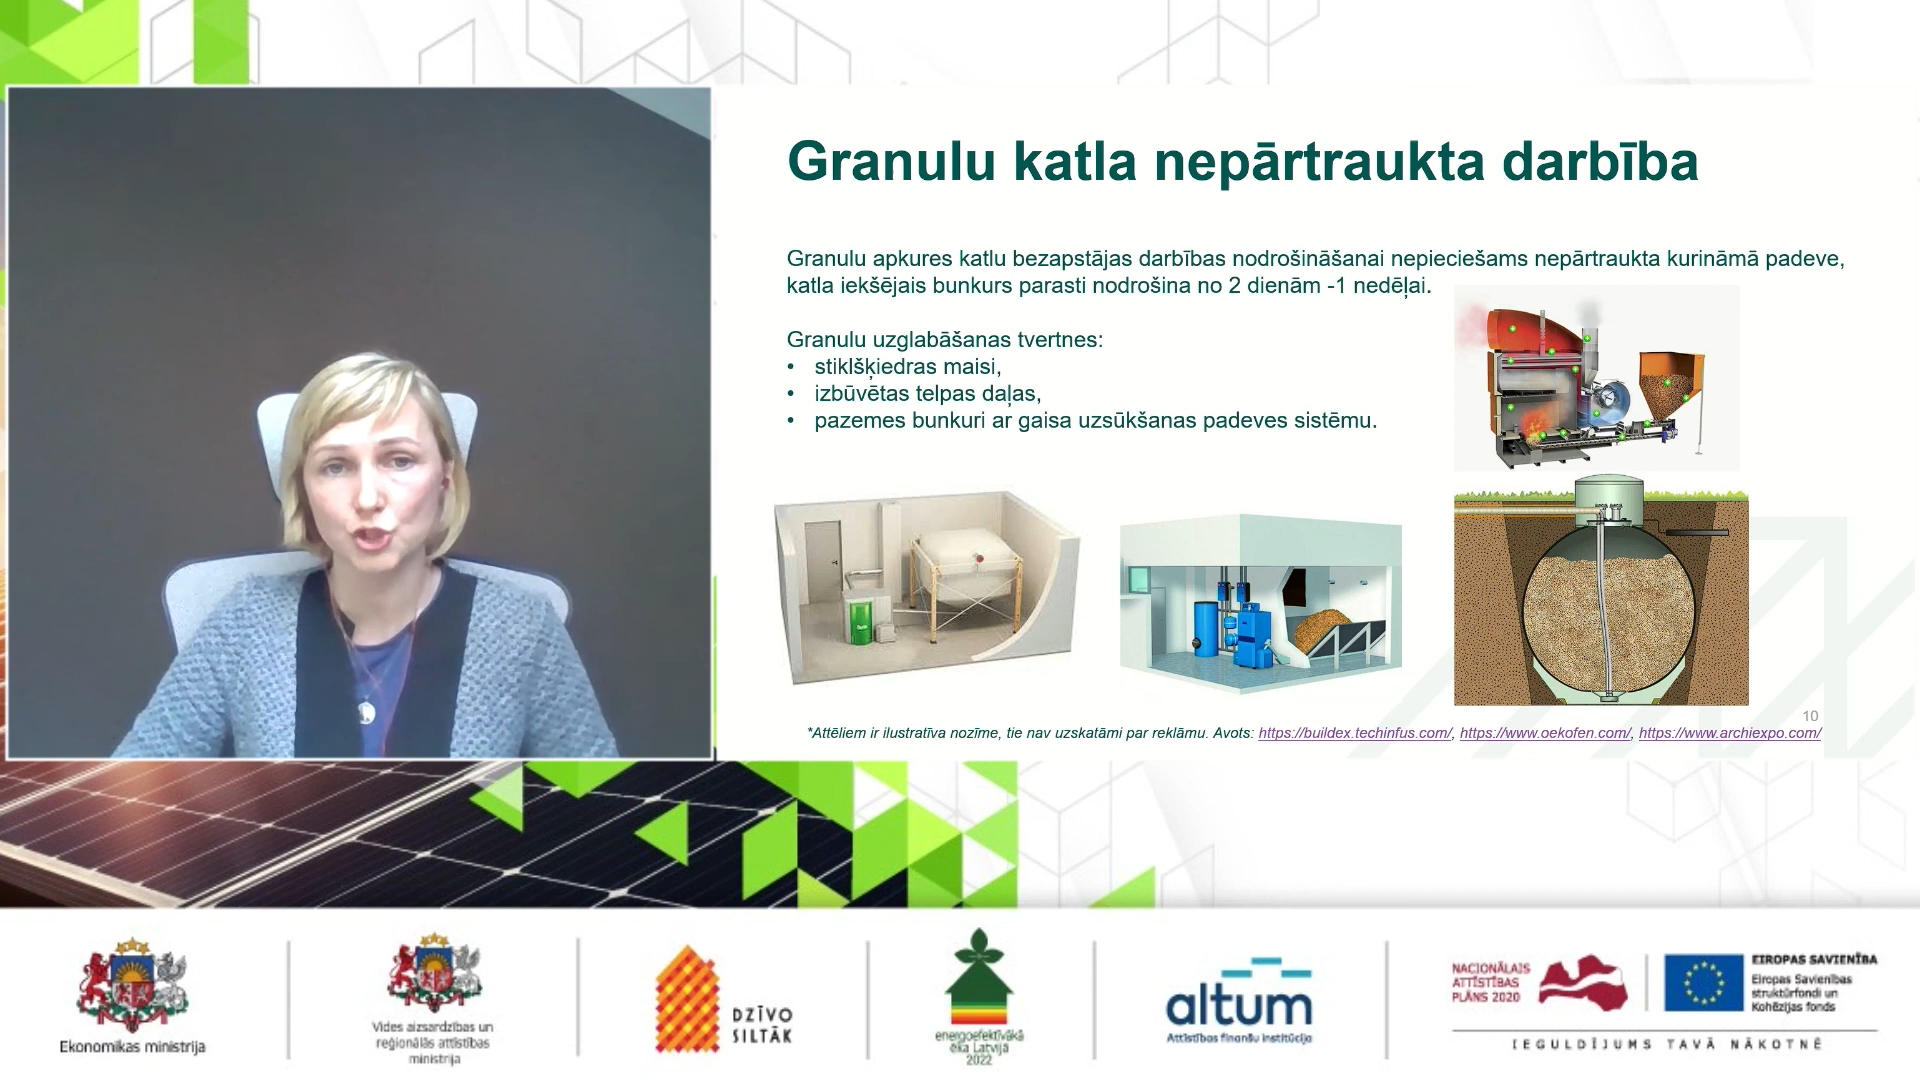 Granulu katla nepārtraukta darbība
Granulu apkures katlu bezapstājas darbības nodrošināšanai nepieciešams nepārtraukta kurināmā padeve,
katla iekšējais bunkurs parasti nodrošina no 2 dienām -1 nedēļai.
Granulu uzglabāšanas tvertnes:
• stiklšķiedras maisi,
• izbūvētas telpas daļas,
• pazemes bunkuri ar gaisa uzsūkšanas padeves sistēmu.
10
*Attēliem ir ilustratīva nozīme, tie nav uzskatāmi par reklāmu. Avots: https://buildex.techinfus.com/, https://www.oekofen.com/, https://www.archiexpo.com/
Ekonomikas ministrija
Vides aizsardzības un
reģionālās attīstības
ministrija
DZĪVO
SILTĀK
energoefektīvākā
ēka Latvijā
2022
altum
Attīstības finanšu institūcija
NACIONĀLAIS
ATTĪSTĪBAS
PLĀNS 2020
EIROPAS SAVIENĪBA
Eiropas Savienības
struktūrfondi un
Kohēzijas fonds
IEGULDĪJUMS TAVĀ NĀKOTNĒ